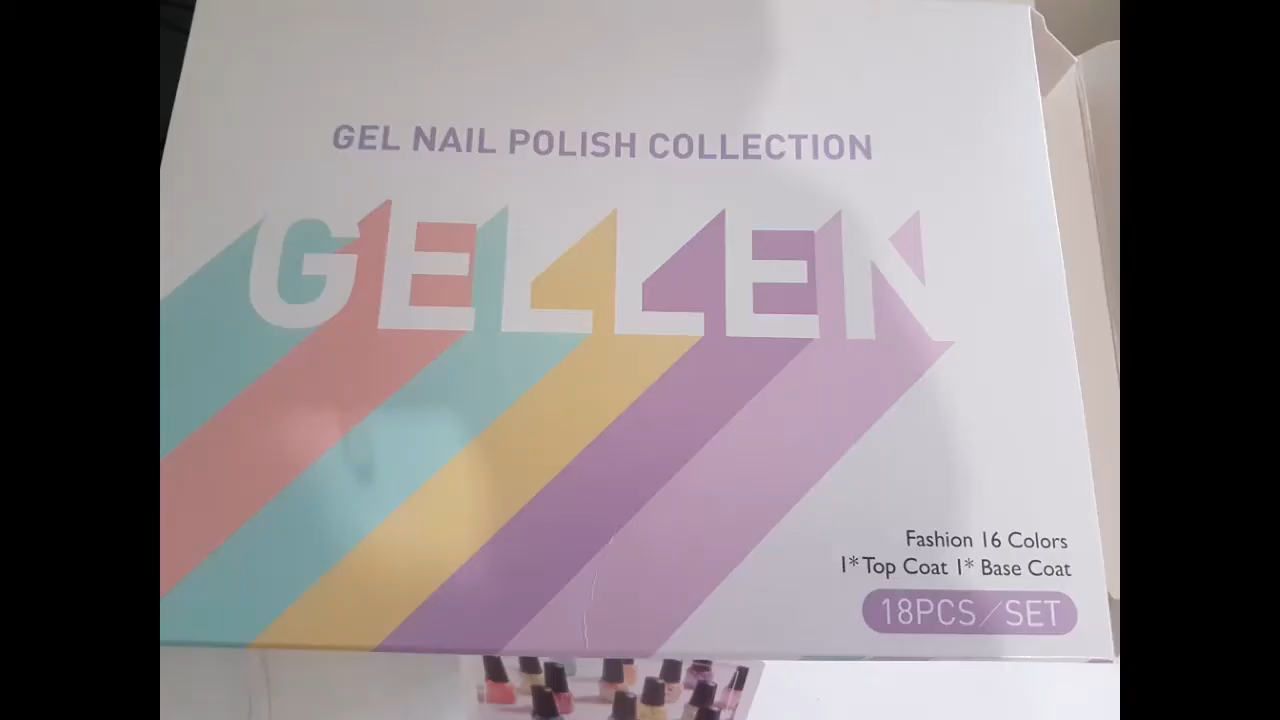 GEL NAIL POLISH COLLECTION
GELLEN
Fashion 16 Colors
1* Top Coat 1* Base Coat
18PCS/SET